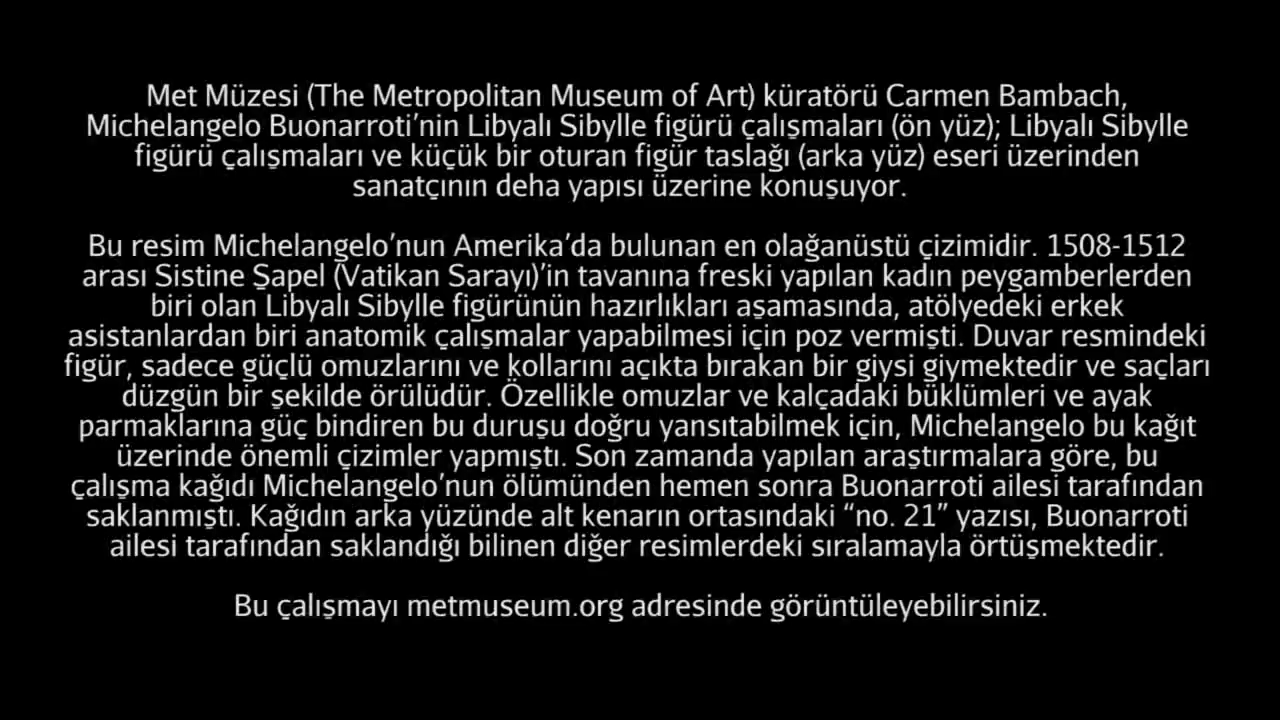 Met Müzesi (The Metropolitan Museum of Art) küratörü Carmen Bambach,
Michelangelo Buonarroti’nin Libyalı Sibylle figürü çalışmaları (ön yüz); Libyalı Sibylle
figürü çalışmaları ve küçük bir oturan figür taslağı (arka yüz) eseri üzerinden
sanatçının deha yapısı üzerine konuşuyor.
Bu resim Michelangelo’nun Amerika’da bulunan en olağanüstü çizimidir. 1508-1512
arası Sistine Şapel (Vatikan Sarayı)’in tavanına freski yapılan kadın peygamberlerden
biri olan Libyalı Sibylle figürünün hazırlıkları aşamasında, atölyedeki erkek
asistanlardan biri anatomik çalışmalar yapabilmesi için poz vermişti. Duvar resmindeki
figür, sadece güçlü omuzlarını ve kollarını açıkta bırakan bir giysi giymektedir ve saçları
düzgün bir şekilde örülüdür. Özellikle omuzlar ve kalçadaki büklümleri ve ayak
parmaklarına güç bindiren bu duruşu doğru yansıtabilmek için, Michelangelo bu kağıt
üzerinde önemli çizimler yapmıştı. Son zamanda yapılan araştırmalara göre, bu
çalışma kağıdı Michelangelo’nun ölümünden hemen sonra Buonarroti ailesi tarafından
saklanmıştı. Kağıdın arka yüzünde alt kenarın ortasındaki “no. 21” yazısı, Buonarroti
ailesi tarafından saklandığı bilinen diğer resimlerdeki sıralamayla örtüşmektedir.
Bu çalışmayı metmuseum.org adresinde görüntüleyebilirsiniz.